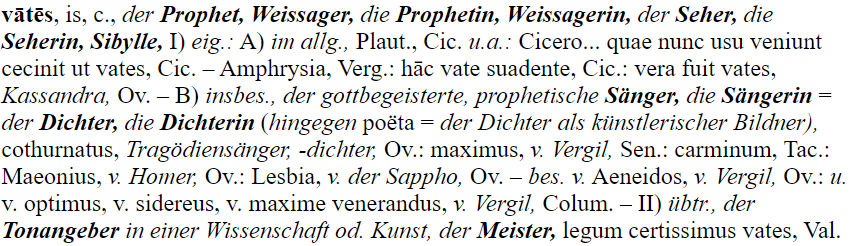 vātēs, is, c., der Prophet, Weissager, die Prophetin, Weissagerin, der Seher, die
Seherin, Sibylle, I) eig.: A) im allg., Plaut., Cic. u.a.: Cicero... quae nunc usu veniunt
cecinit ut vates, Cic. – Amphrysia, Verg.: hāc vate suadente, Cic.: vera fuit vates,
Kassandra, Ov. – B) insbes., der gottbegeisterte, prophetische Sänger, die Sängerin =
der Dichter, die Dichterin (hingegen poëta = der Dichter als künstlerischer Bildner),
cothurnatus, Tragödiensänger, -dichter, Ov.: maximus, v. Vergil, Sen.: carminum, Tac.:
Maeonius, v. Homer, Ov.: Lesbia, v. der Sappho, Ov. – bes. v. Aeneidos, v. Vergil, Ov.: u.
v. optimus, v. sidereus, v. maxime venerandus, v. Vergil, Colum. – II) übtr., der
Tonangeber in einer Wissenschaft od. Kunst, der Meister, legum certissimus vates, Val.